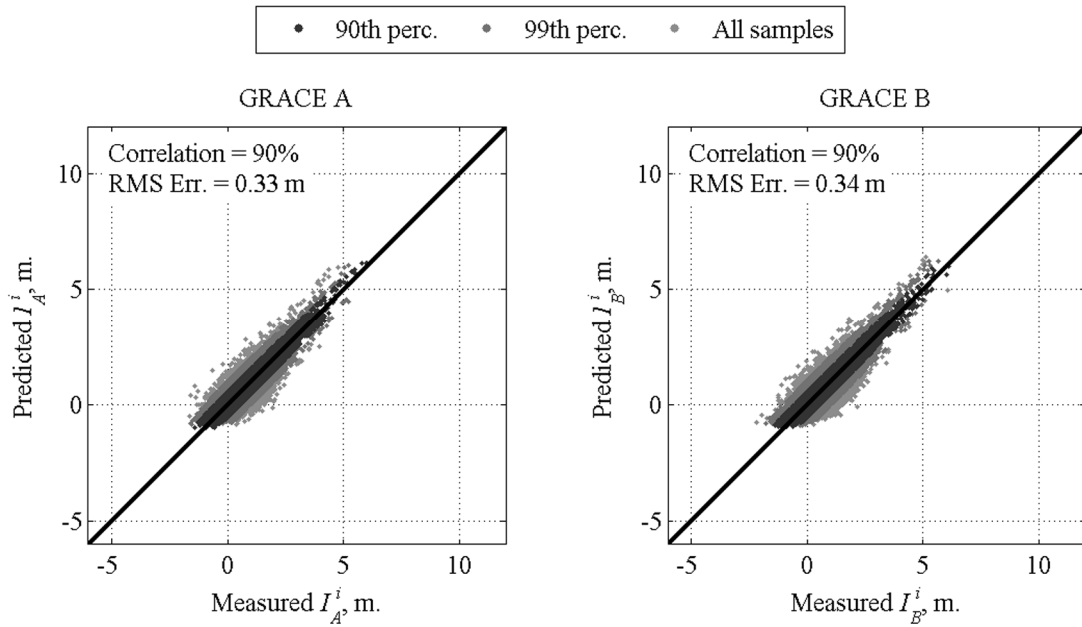 90th perc. 99th perc. All samples
GRACE A
Correlation = 90%
RMS Err. = 0.33 m
10
5
0
-5
-5 0 5 10
Predicted I_A^i, m.
Measured I_A^i, m.
GRACE B
Correlation = 90%
RMS Err. = 0.34 m
10
5
0
-5
-5 0 5 10
Predicted I_B^i, m.
Measured I_B^i, m.